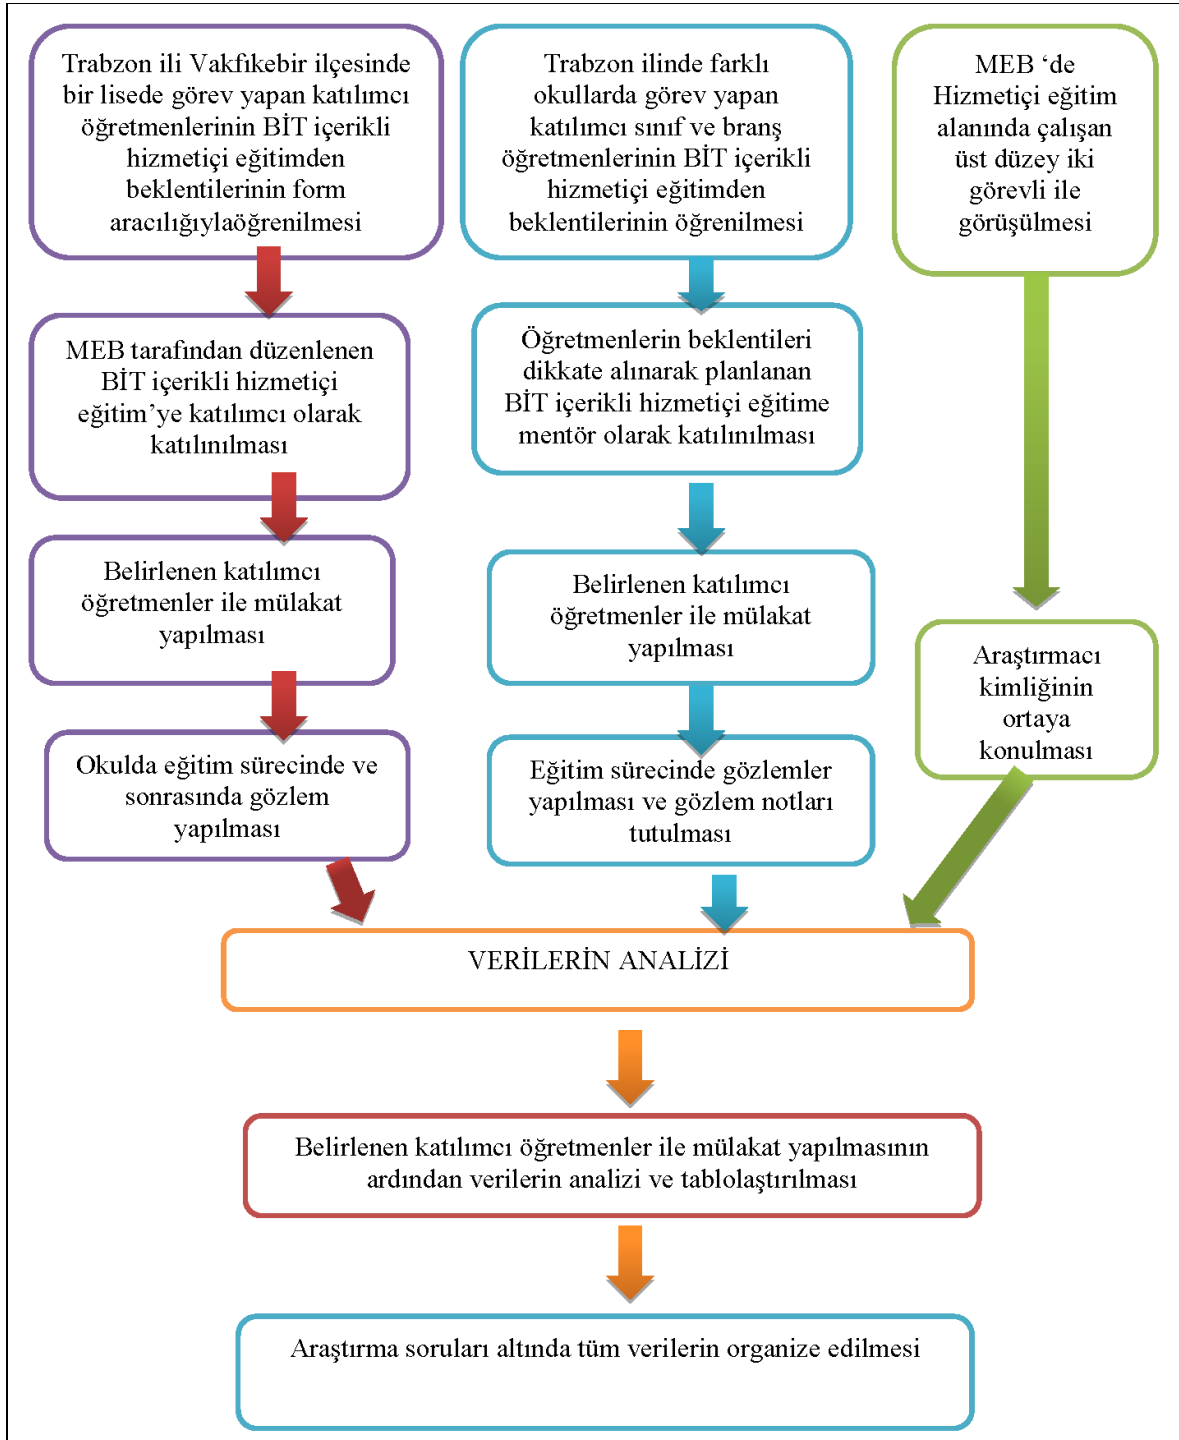 Trabzon ili Vakfıkebir ilçesinde
bir lisede görev yapan katılımcı
öğretmenlerinin BİT içerikli
hizmetiçi eğitimden
beklentilerinin form
aracılığıylaöğrenilmesi
MEB tarafından düzenlenen
BİT içerikli hizmetiçi
eğitim’ye katılımcı olarak
katılınılması
Belirlenen katılımcı
öğretmenler ile mülakat
yapılması
Okulda eğitim sürecinde ve
sonrasında gözlem
yapılması
Trabzon ilinde farklı
okullarda görev yapan
katılımcı sınıf ve branş
öğretmenlerinin BİT içerikli
hizmetiçi eğitimden
beklentilerinin öğrenilmesi
Öğretmenlerin beklentileri
dikkate alınarak planlanan
BİT içerikli hizmetiçi eğitime
mentör olarak katılınılması
Belirlenen katılımcı
öğretmenler ile mülakat
yapılması
Eğitim sürecinde gözlemler
yapılması ve gözlem notları
tutulması
MEB ‘de
Hizmetiçi eğitim
alanında çalışan
üst düzey iki
görevli ile
görüşülmesi
Araştırmacı
kimliğinin
ortaya
konulması
VERİLERİN ANALİZİ
Belirlenen katılımcı öğretmenler ile mülakat yapılmasının
ardından verilerin analizi ve tablolaştırılması
Araştırma soruları altında tüm verilerin organize edilmesi